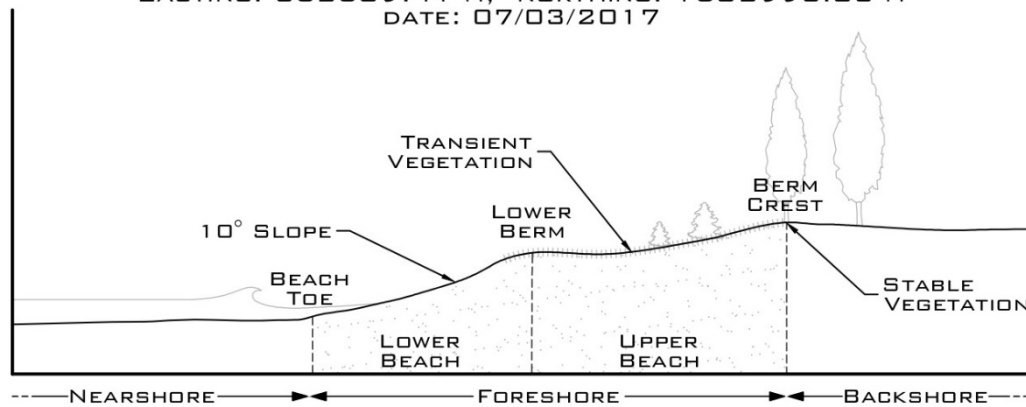 DATE: 07/03/2017
TRANSIENT
VEGETATION
BERM
CREST
LOWER
BERM
10° SLOPE
BEACH
TOE
STABLE
VEGETATION
LOWER
BEACH
UPPER
BEACH
NEARSHORE
FORESHORE
BACKSHORE